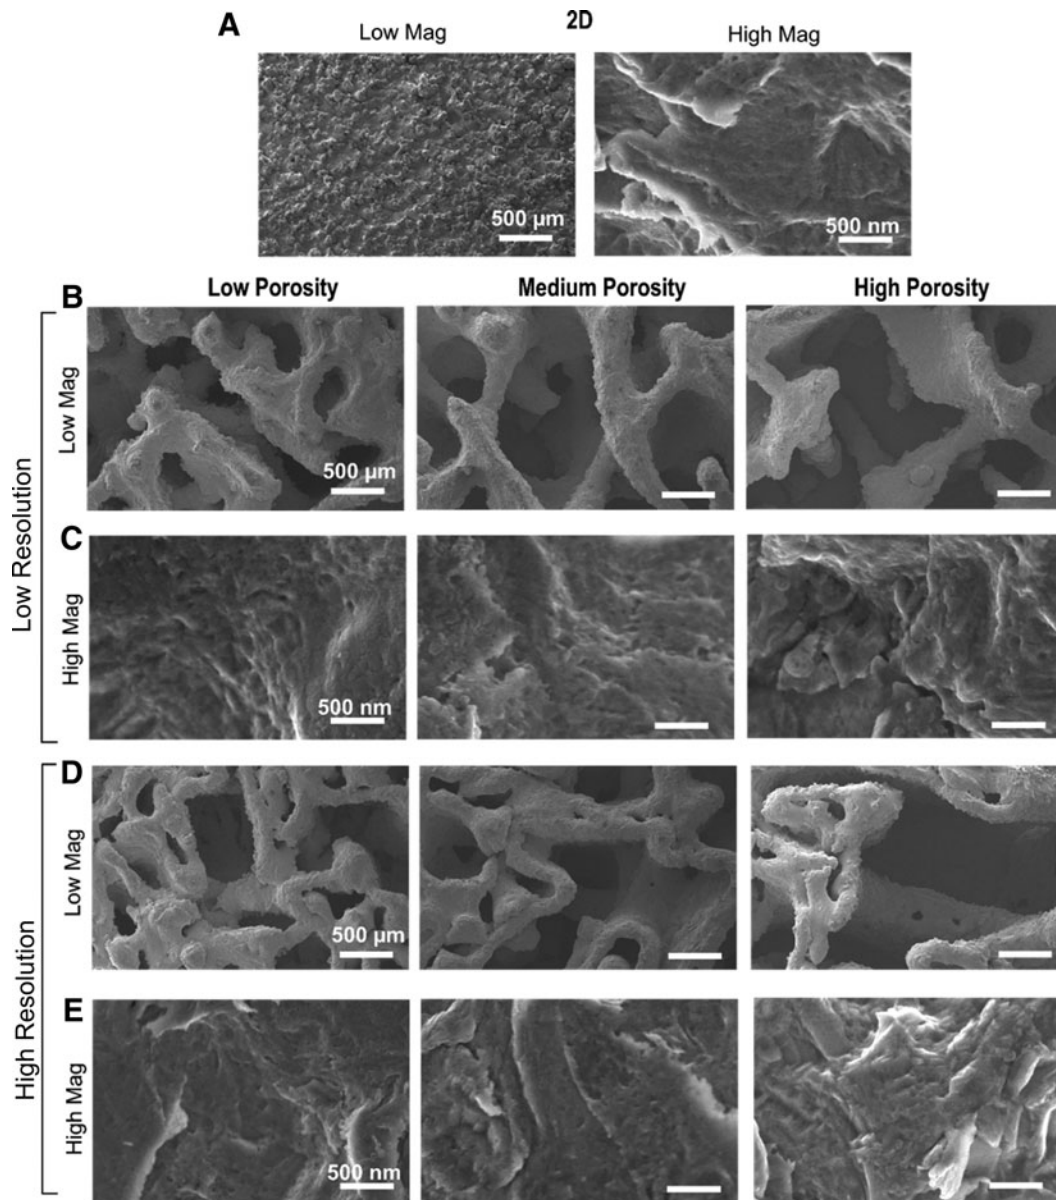 A
2D
Low Mag
High Mag
500 µm
500 nm
B
Low Porosity
Medium Porosity
High Porosity
Low Resolution
Low Mag
500 µm
C
High Mag
500 nm
High Resolution
D
Low Mag
500 µm
E
High Mag
500 nm